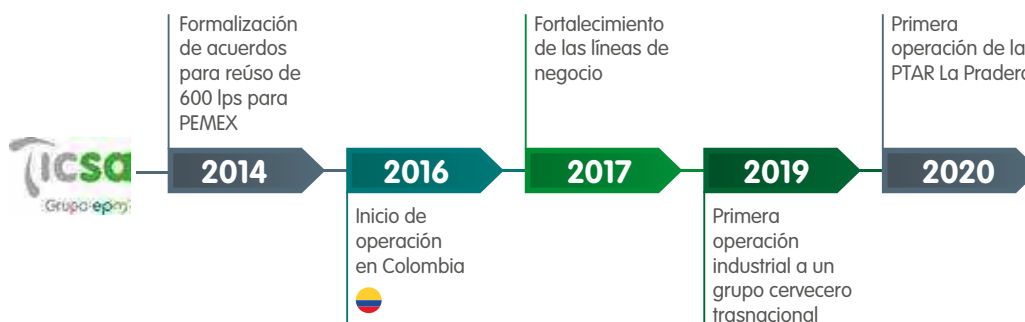 Formalización
de acuerdos
para reúso de
600 lps para
PEMEX
Fortalecimiento
de las líneas de
negocio
Primera
operación de la
PTAR La Pradera
Ticsa
Grupo·epm
2014
2016
2017
2019
2020
Inicio de
operación
en Colombia
Primera
operación
industrial a un
grupo cervecero
trasnacional